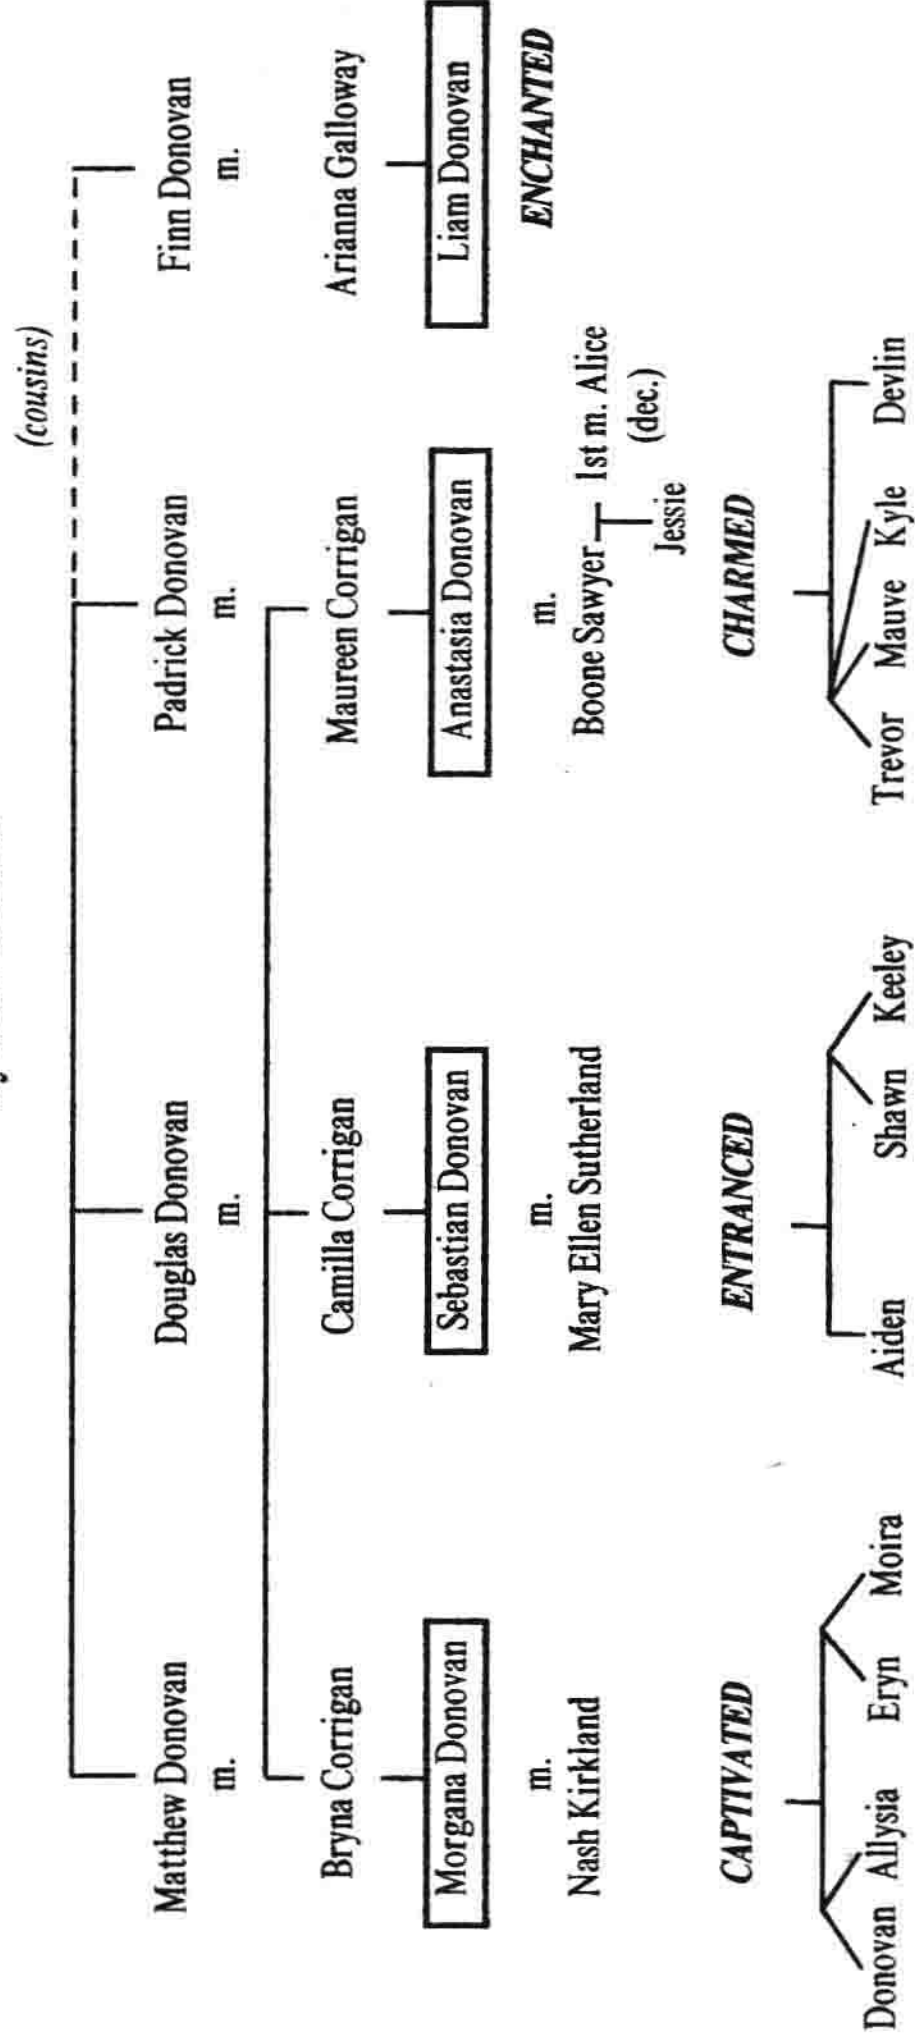 (cousins)
Matthew Donovan Douglas Donovan Padrick Donovan Finn Donovan
m. m. m. m.
Bryna Corrigan Camilla Corrigan Maureen Corrigan Arianna Galloway
Morgana Donovan Sebastian Donovan Anastasia Donovan Liam Donovan
m. m. m. ENCHANTED
Nash Kirkland Mary Ellen Sutherland Boone Sawyer 1st m. Alice
(dec.)
Jessie
CAPTIVATED ENTRANCED CHARMED
Donovan Allysia Eryn Moira Aiden Shawn Keeley Trevor Mauve Kyle Devlin